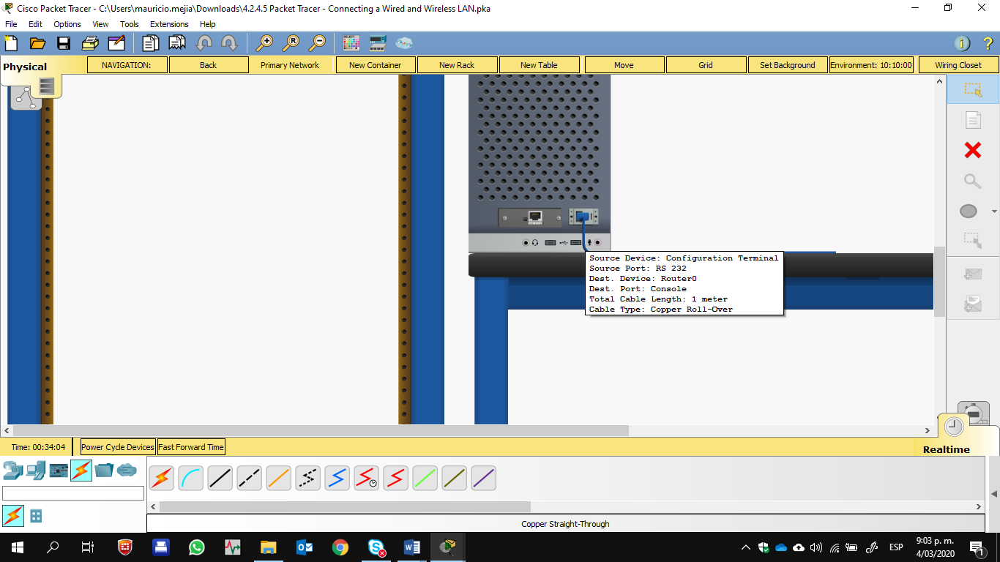 Cisco Packet Tracer - C:\Users\mauricio.mejia\Downloads\4.2.4.5 Packet Tracer - Connecting a Wired and Wireless LAN.pka
File Edit Options View Tools Extensions Help
Physical
NAVIGATION: Back Primary Network New Container New Rack New Table Move Grid Set Background Environment: 10:10:00 Wiring Closet
Source Device: Configuration Terminal
Source Port: RS 232
Dest. Device: Router0
Dest. Port: Console
Total Cable Length: 1 meter
Cable Type: Copper Roll-Over
Time: 00:34:04 Power Cycle Devices Fast Forward Time
Realtime
Copper Straight-Through
ESP
9:03 p. m.
4/03/2020
1